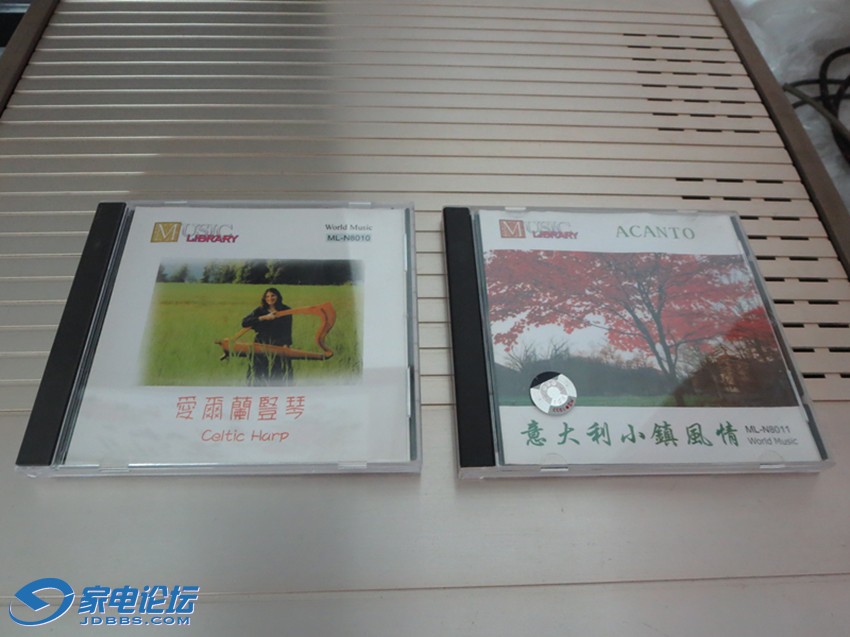 MUSIC
LIBRARY
World Music
ML-N8010
愛爾蘭豎琴
Celtic Harp
MUSIC
LIBRARY
ACANTO
意大利小鎮風情
ML-N8011
World Music
家电论坛
JDBBS.COM